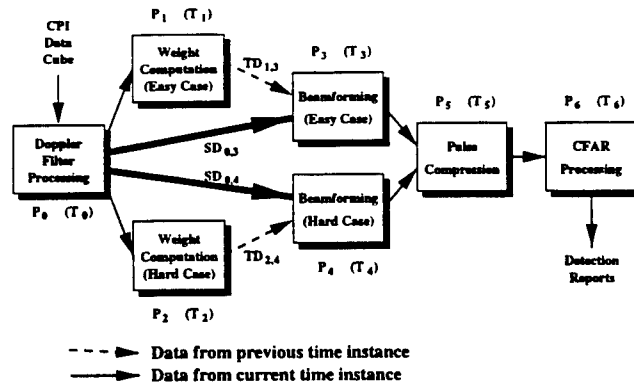 CPI
Data
Cube
P1 (T1)
Weight
Computation
(Easy Case)
TD1,3
P3 (T3)
Beamforming
(Easy Case)
P5 (T5)
P6 (T6)
Doppler
Filter
Processing
SD0,3
SD0,4
Pulse
Compression
CFAR
Processing
P0 (T0)
Beamforming
(Hard Case)
Weight
Computation
(Hard Case)
TD2,4
P4 (T4)
Detection
Reports
P2 (T2)
Data from previous time instance
Data from current time instance